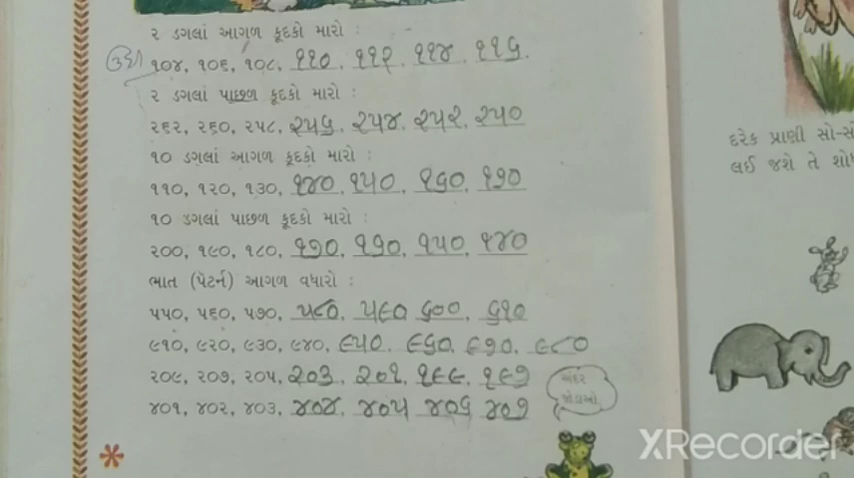 ૨ ડગલાં આગળ કૂદકો મારો :
૧૦૪, ૧૦૬, ૧૦૮, ૧૧૦, ૧૧૨, ૧૧૪, ૧૧૬
૨ ડગલાં પાછળ કૂદકો મારો :
૨૬૨, ૨૬૦, ૨૫૮, ૨૫૬, ૨૫૪, ૨૫૨, ૨૫૦
૧૦ ડગલાં આગળ કૂદકો મારો :
૧૧૦, ૧૨૦, ૧૩૦, ૧૪૦, ૧૫૦, ૧૬૦, ૧૭૦
૧૦ ડગલાં પાછળ કૂદકો મારો :
૨૦૦, ૧૯૦, ૧૮૦, ૧૭૦, ૧૬૦, ૧૫૦, ૧૪૦
ભાત (પૅટર્ન) આગળ વધારો :
૫૫૦, ૫૬૦, ૫૭૦, ૫૮૦, ૫૯૦ ૬૦૦, ૬૧૦
૯૧૦, ૯૨૦, ૯૩૦, ૯૪૦, ૯૫૦, ૯૬૦, ૯૭૦, ૯૮૦
૨૦૯, ૨૦૭, ૨૦૫, ૨૦૩, ૨૦૧, ૧૯૯, ૧૯૭
૪૦૧, ૪૦૨, ૪૦૩, ૪૦૪, ૪૦૫ ૪૦૬ ૪૦૭
અંદર
જોડાઓ.
દરેક પ્રાણી
લઈ જશે તે
XRecorder